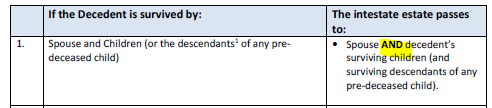 If the Decedent is survived by:
The intestate estate passes
to:
1.
Spouse and Children (or the descendants¹ of any pre-
deceased child)
• Spouse AND decedent's
surviving children (and
surviving descendants of any
pre-deceased child).